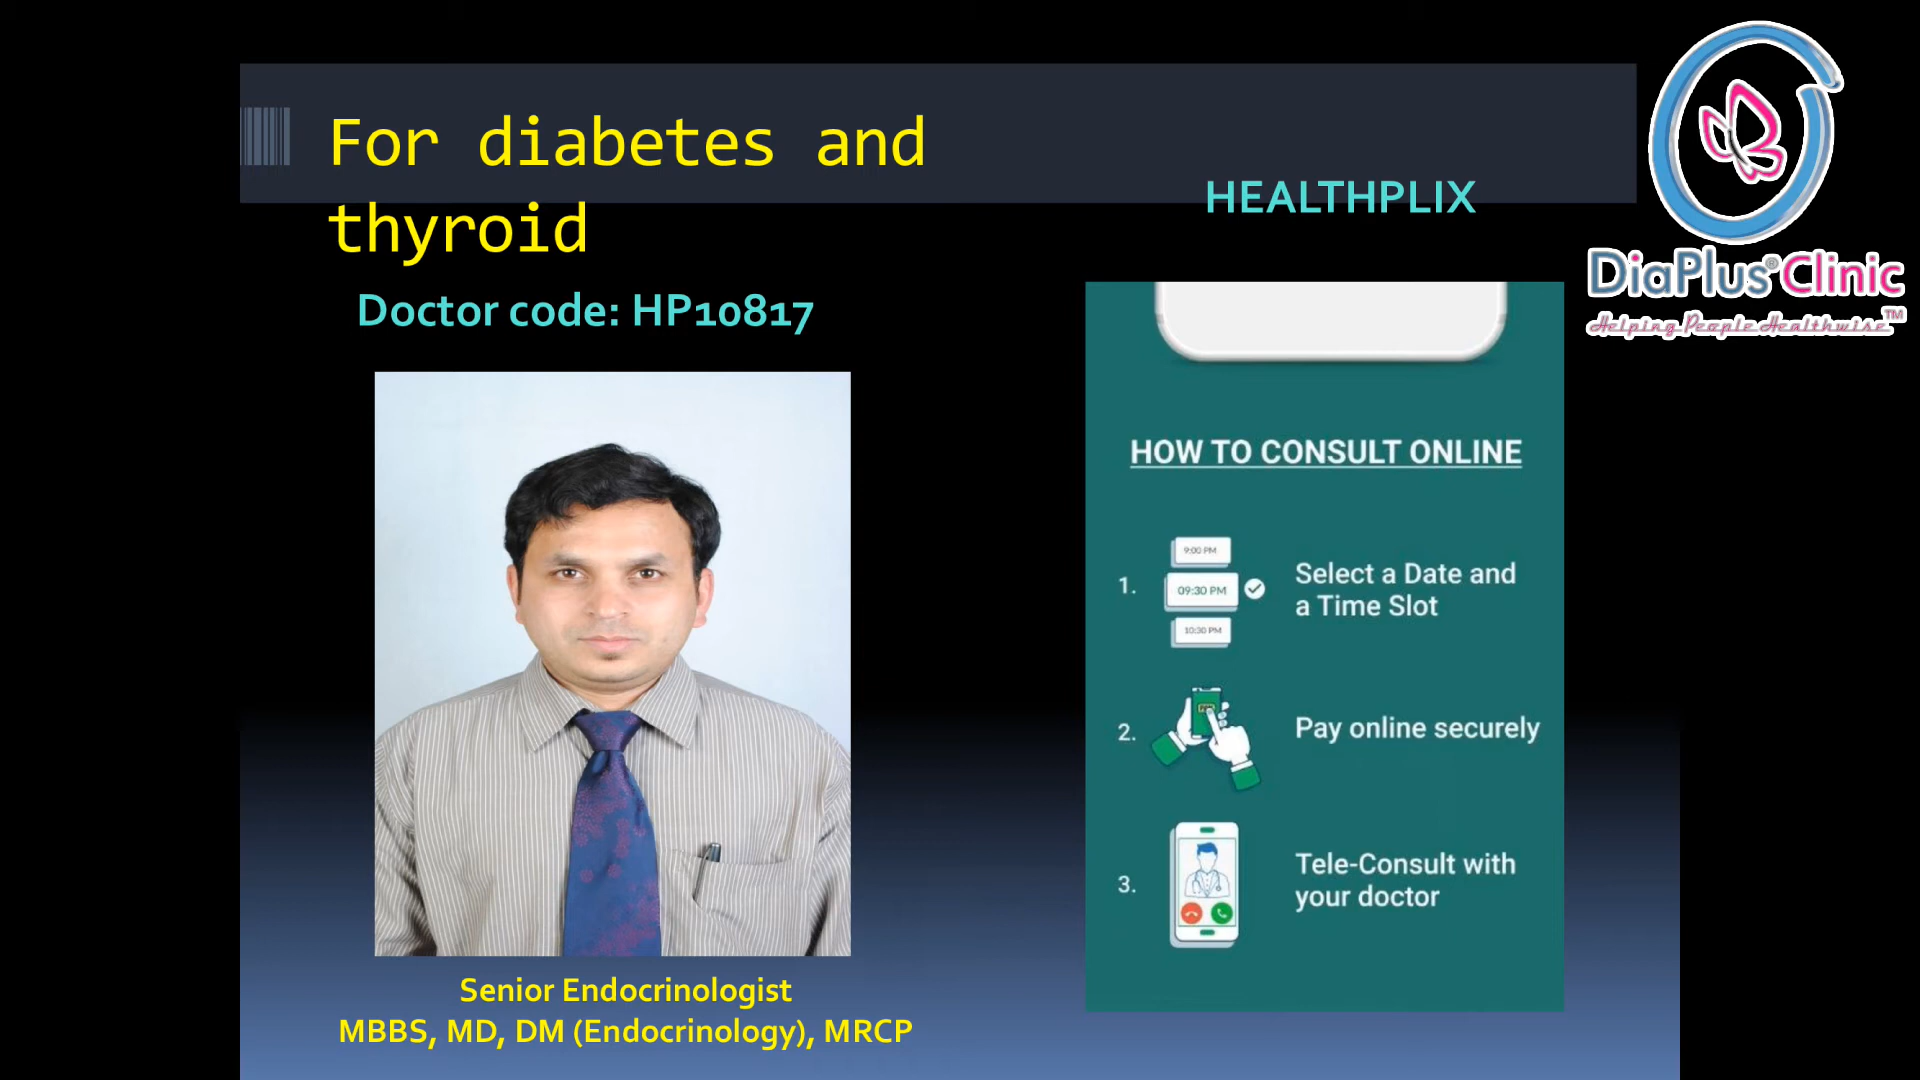 For diabetes and
thyroid
Doctor code: HP10817
Senior Endocrinologist
MBBS, MD, DM (Endocrinology), MRCP
HEALTHPLIX
HOW TO CONSULT ONLINE
1.
9:00 PM
09:30 PM
10:30 PM
Select a Date and
a Time Slot
2.
Pay online securely
3.
Tele-Consult with
your doctor
DiaPlus® Clinic
Helping People Healthwise™